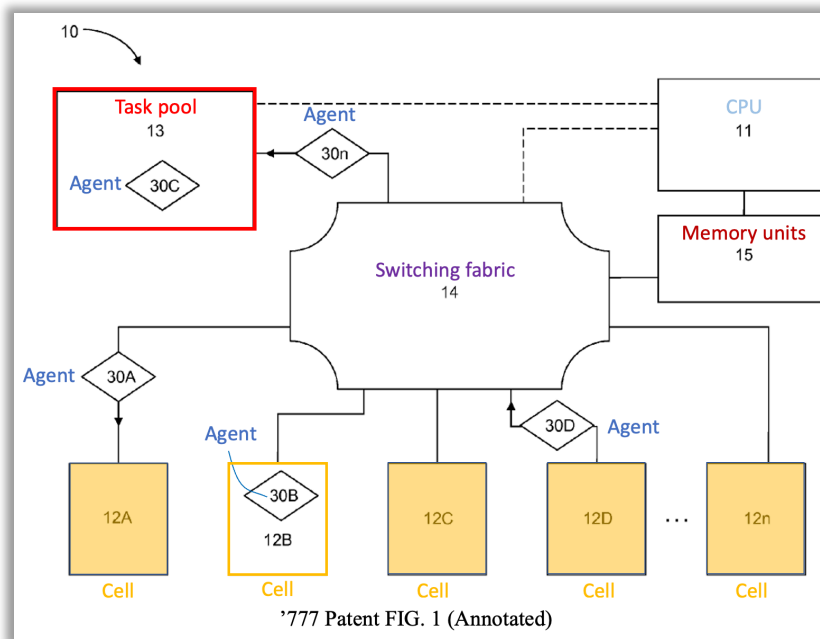 10
Task pool
13
Agent
30C
Agent
30n
CPU
11
Memory units
15
Switching fabric
14
Agent
30A
Agent
30B
30D
Agent
12A
12B
12C
12D
...
12n
Cell
Cell
Cell
Cell
Cell
’777 Patent FIG. 1 (Annotated)